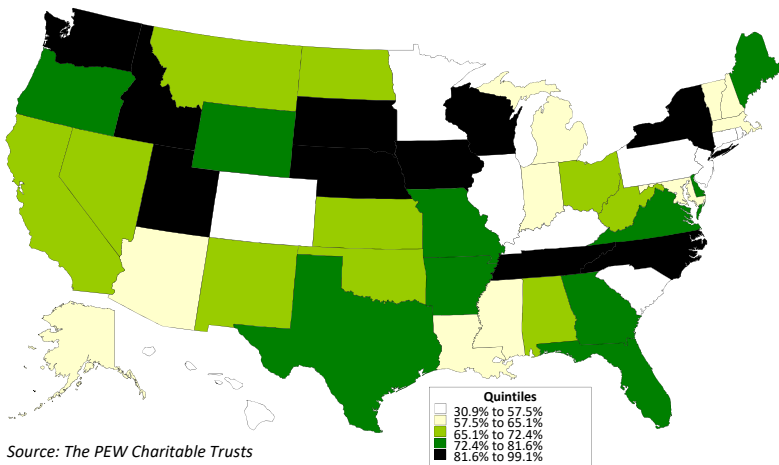 Quintiles
30.9% to 57.5%
57.5% to 65.1%
65.1% to 72.4%
72.4% to 81.6%
81.6% to 99.1%
Source: The PEW Charitable Trusts